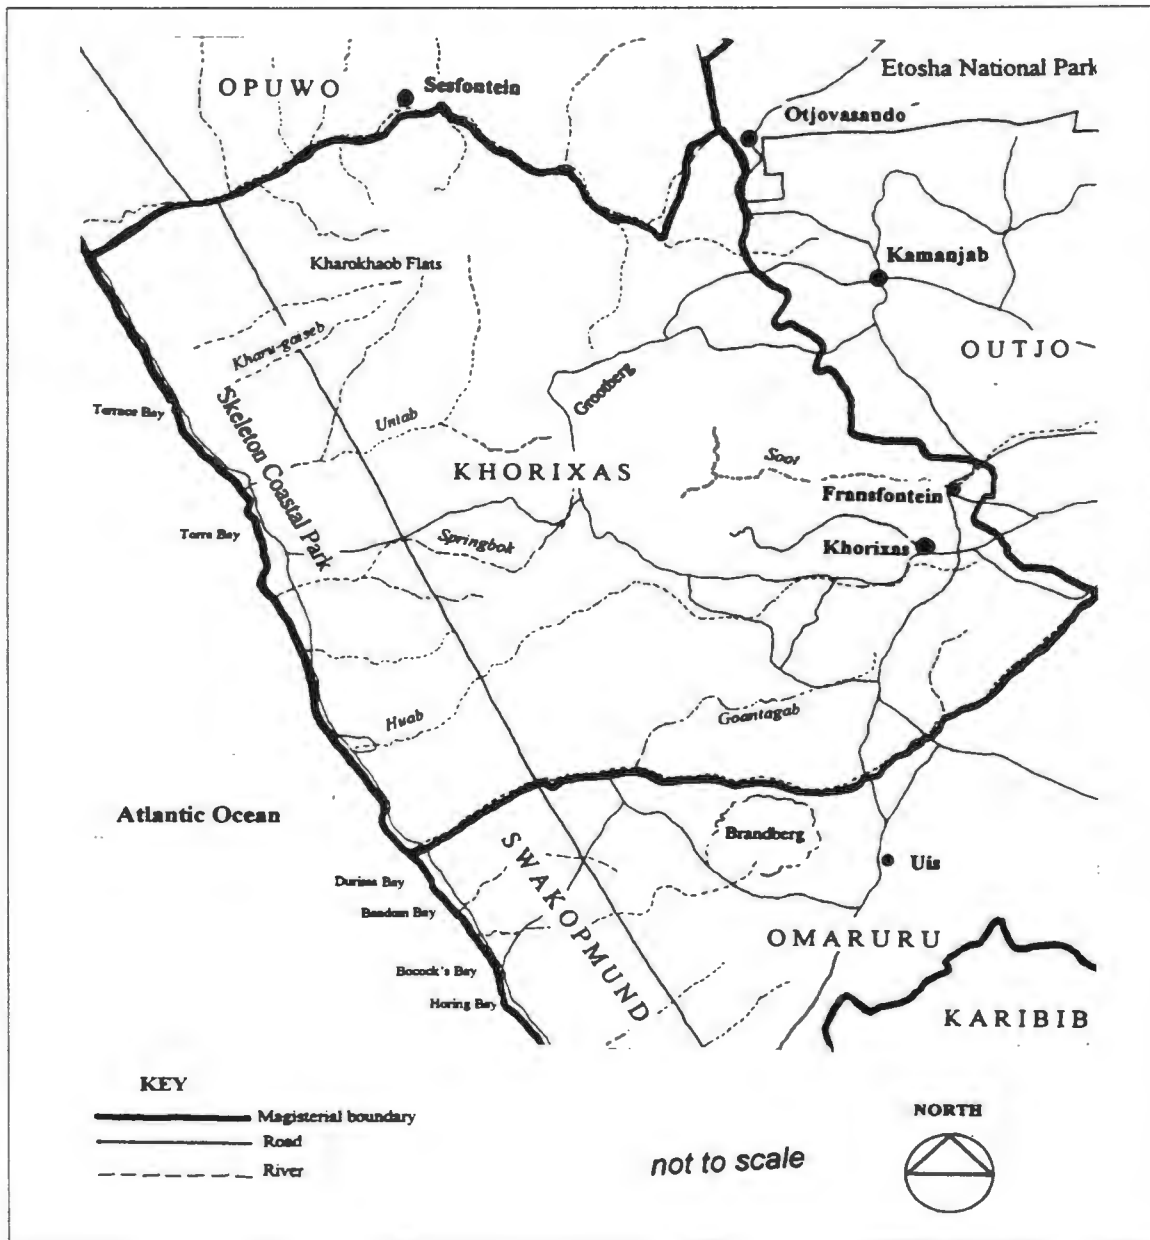 Etosha National Park
OPUWO
Sesfontein
Otjovasando
Kamanjab
Kharokhaob Flats
OUTJO
Kharu-gaiseb
Grootberg
Skeleton Coastal Park
Terrace Bay
Uniab
KHORIXAS
Soot
Fransfontein
Torra Bay
Springbok
Khorixas
Huab
Goantagab
Atlantic Ocean
SWAKOPMUND
Brandberg
Uis
Durissa Bay
Bandom Bay
OMARURU
Bocock's Bay
Horing Bay
KARIBIB
KEY
Magisterial boundary
Road
River
not to scale
NORTH